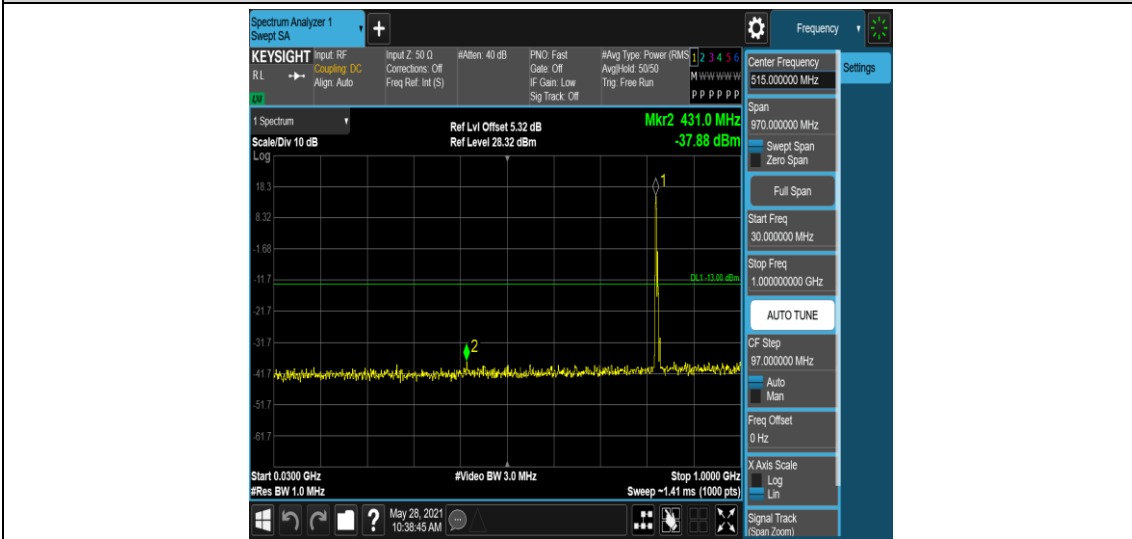 Spectrum Analyzer 1
Swept SA
+
Frequency
KEYSIGHT
RL
Input: RF
Coupling: DC
Align: Auto
Input Z: 50 Ω
Corrections: Off
Freq Ref: Int (S)
#Atten: 40 dB
PNO: Fast
Gate: Off
IF Gain: Low
Sig Track: Off
#Avg Type: Power (RMS
Avg|Hold: 50/50
Trig: Free Run
1 2 3 4 5 6
M W W W W W
P P P P P P
1 Spectrum
Scale/Div 10 dB
Log
Ref Lvl Offset 5.32 dB
Ref Level 28.32 dBm
Mkr2 431.0 MHz
-37.88 dBm
18.3
8.32
-1.68
-11.7
-21.7
-31.7
-41.7
-51.7
-61.7
1
DL1 -13.00 dBm
2
Start 0.0300 GHz
#Res BW 1.0 MHz
#Video BW 3.0 MHz
Stop 1.0000 GHz
Sweep ~1.41 ms (1000 pts)
Center Frequency
515.000000 MHz
Settings
Span
970.000000 MHz
Swept Span
Zero Span
Full Span
Start Freq
30.000000 MHz
Stop Freq
1.000000000 GHz
AUTO TUNE
CF Step
97.000000 MHz
Auto
Man
Freq Offset
0 Hz
X Axis Scale
Log
Lin
Signal Track
(Span Zoom)
?
May 28, 2021
10:38:45 AM